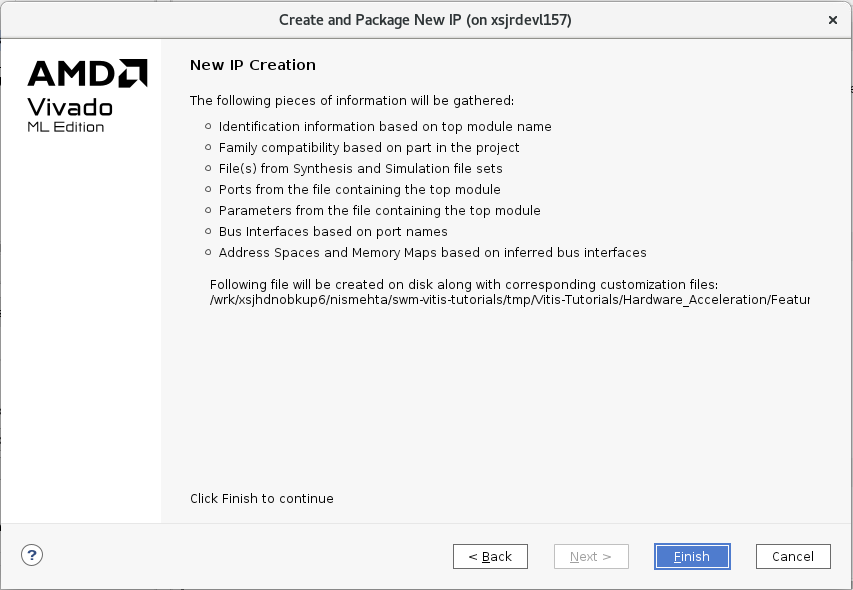 Create and Package New IP (on xsjrdevl157)
AMD
Vivado
ML Edition
New IP Creation
The following pieces of information will be gathered:
Identification information based on top module name
Family compatibility based on part in the project
File(s) from Synthesis and Simulation file sets
Ports from the file containing the top module
Parameters from the file containing the top module
Bus Interfaces based on port names
Address Spaces and Memory Maps based on inferred bus interfaces
Following file will be created on disk along with corresponding customization files:
/wrk/xsjhdnobkup6/nismehta/swm-vitis-tutorials/tmp/Vitis-Tutorials/Hardware_Acceleration/Featur
Click Finish to continue
?
< Back
Next >
Finish
Cancel